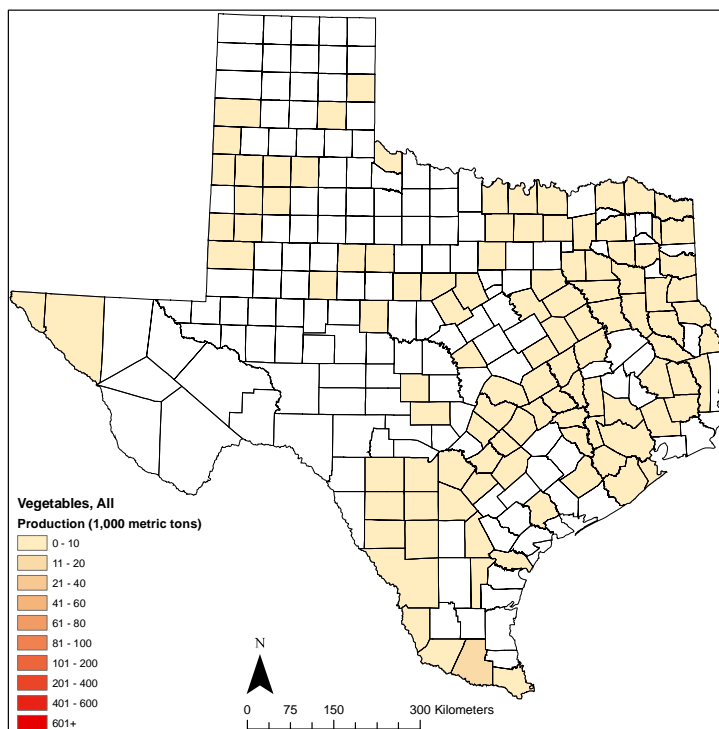 Vegetables, All
Production (1,000 metric tons)
0 - 10
11 - 20
21 - 40
41 - 60
61 - 80
81 - 100
101 - 200
201 - 400
401 - 600
601+
N
0 75 150 300 Kilometers